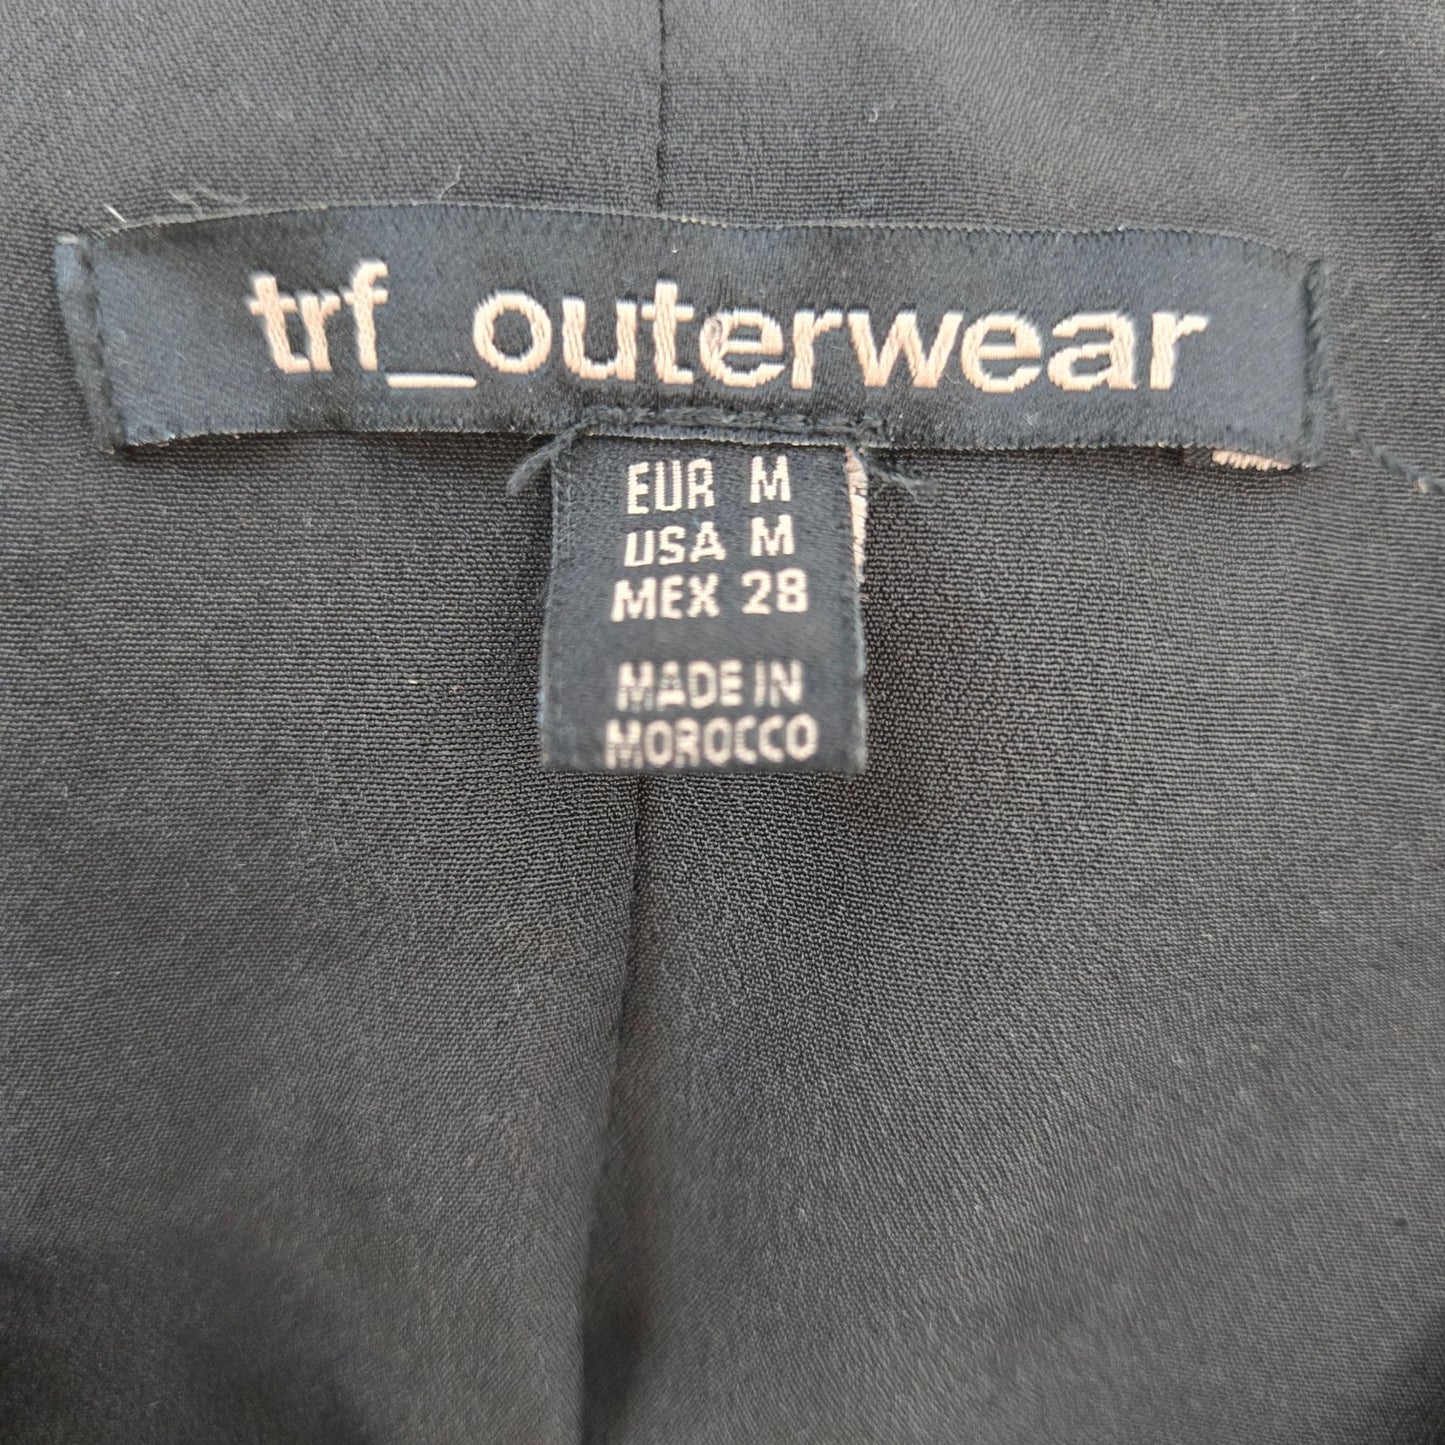 trf_outerwear
EUR M
USA M
MEX 28
MADE IN
MOROCCO